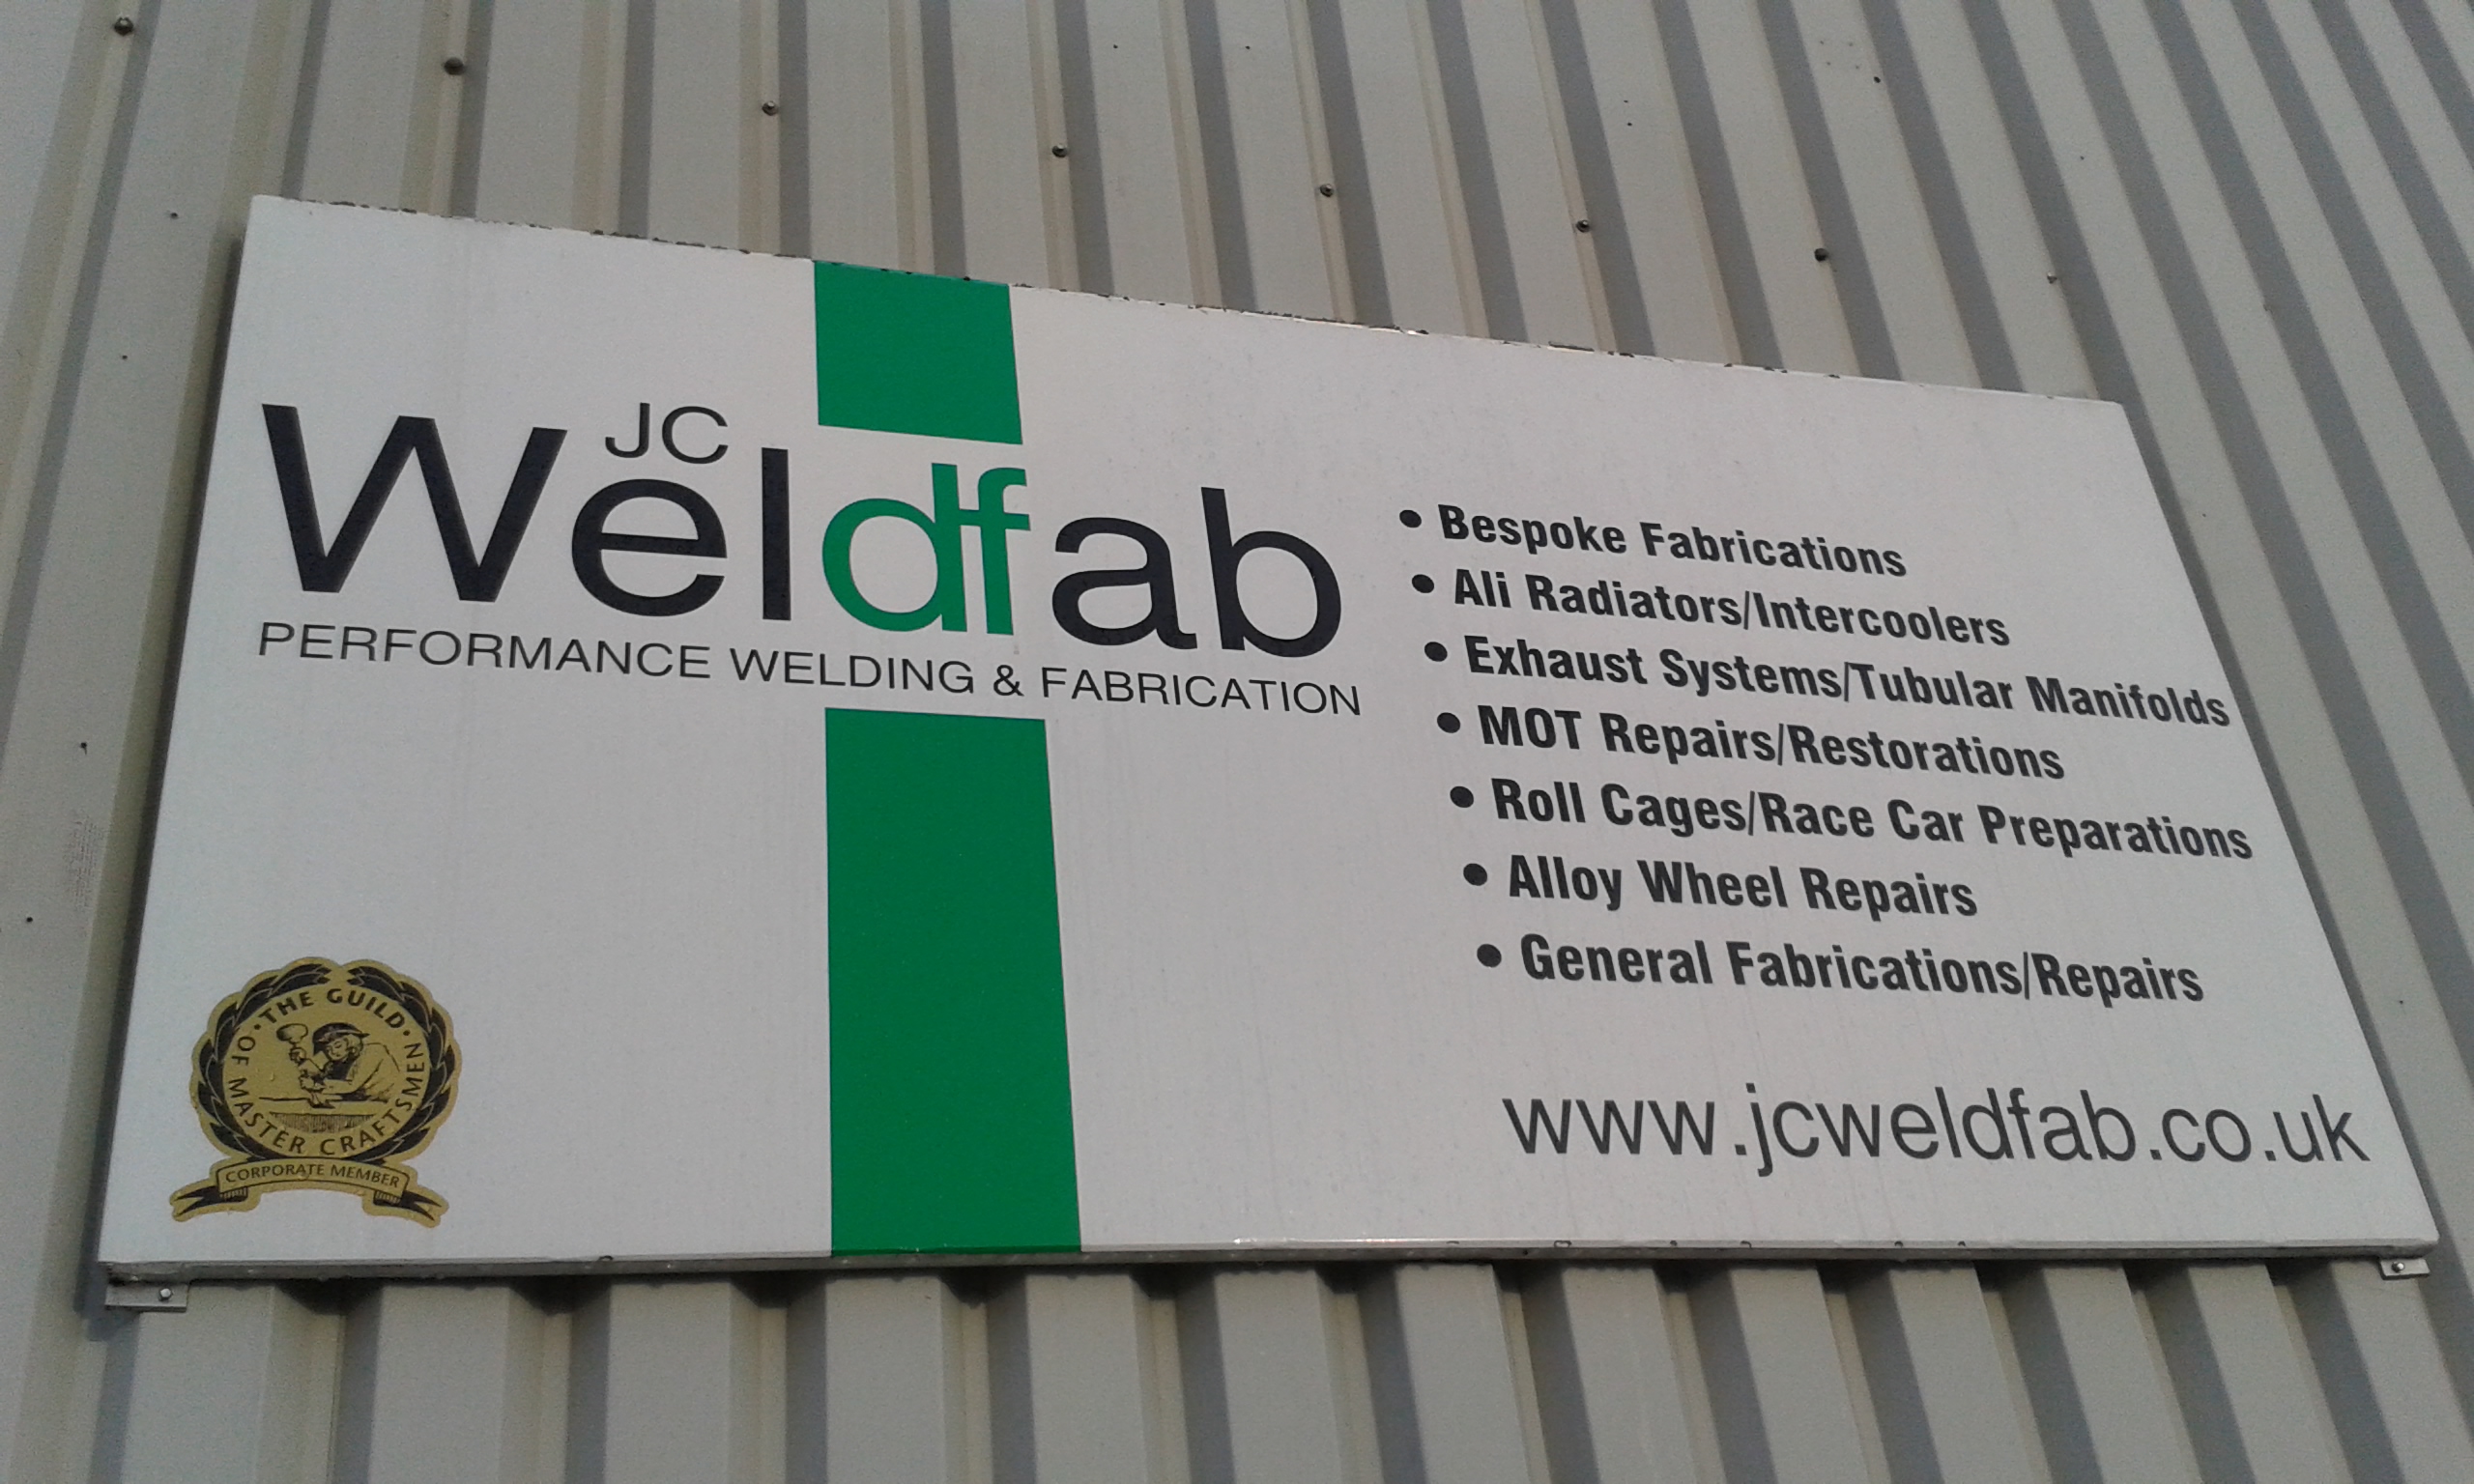 JC
Weldfab
PERFORMANCE WELDING & FABRICATION
• Bespoke Fabrications
• Ali Radiators/Intercoolers
• Exhaust Systems/Tubular Manifolds
• MOT Repairs/Restorations
• Roll Cages/Race Car Preparations
• Alloy Wheel Repairs
• General Fabrications/Repairs
www.jcweldfab.co.uk
• THE GUILD •
OF MASTER CRAFTSMEN
CORPORATE MEMBER